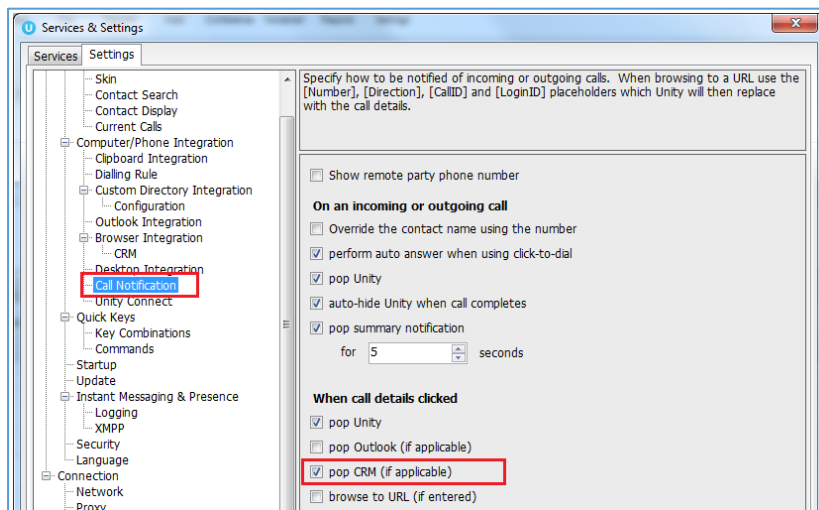 Services & Settings
Services
Settings
Skin
Contact Search
Contact Display
Current Calls
Computer/Phone Integration
Clipboard Integration
Dialling Rule
Custom Directory Integration
Configuration
Outlook Integration
Browser Integration
CRM
Desktop Integration
Call Notification
Unity Connect
Quick Keys
Key Combinations
Commands
Startup
Update
Instant Messaging & Presence
Logging
XMPP
Security
Language
Connection
Network
Proxy
Specify how to be notified of incoming or outgoing calls. When browsing to a URL use the
[Number], [Direction], [CallID] and [LoginID] placeholders which Unity will then replace
with the call details.
Show remote party phone number
On an incoming or outgoing call
Override the contact name using the number
perform auto answer when using click-to-dial
pop Unity
auto-hide Unity when call completes
pop summary notification
for 5 seconds
When call details clicked
pop Unity
pop Outlook (if applicable)
pop CRM (if applicable)
browse to URL (if entered)